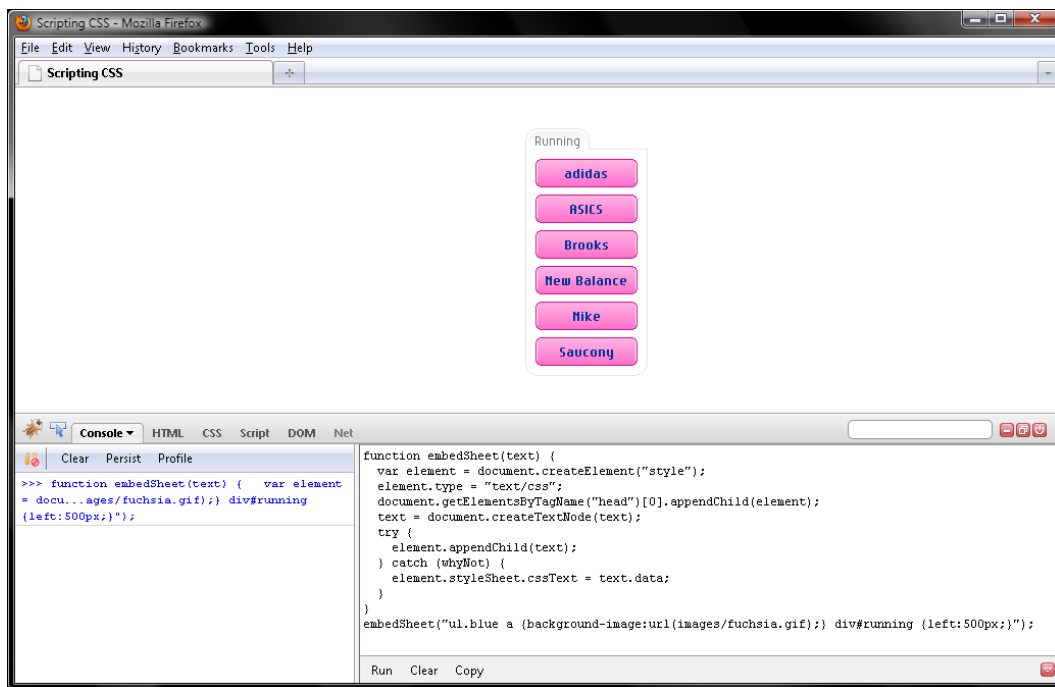 Scripting CSS - Mozilla Firefox
File Edit View History Bookmarks Tools Help
Scripting CSS
Running
adidas
ASICS
Brooks
New Balance
Nike
Saucony
Console HTML CSS Script DOM Net
Clear Persist Profile
>>> function embedSheet(text) {   var element
= docu...ages/fuchsia.gif);} div#running
{left:500px;}");
function embedSheet(text) {
  var element = document.createElement("style");
  element.type = "text/css";
  document.getElementsByTagName("head")[0].appendChild(element);
  text = document.createTextNode(text);
  try {
    element.appendChild(text);
  } catch (whyNot) {
    element.styleSheet.cssText = text.data;
  }
}
embedSheet("ul.blue a {background-image:url(images/fuchsia.gif);} div#running {left:500px;}");
Run Clear Copy